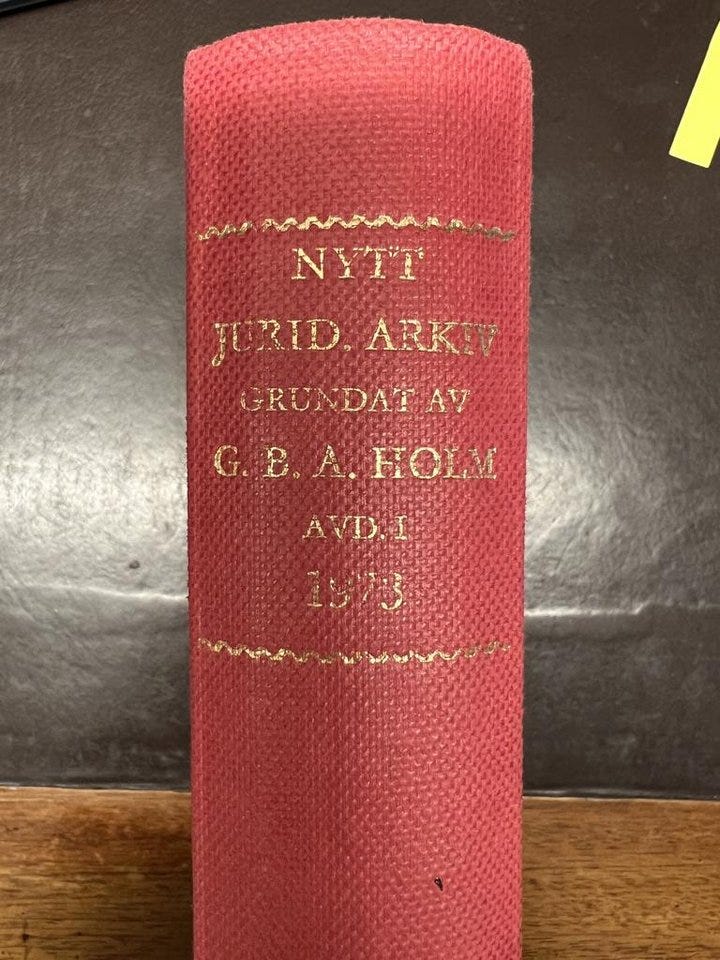 NYTT
JURID. ARKIV
GRUNDAT AV
G. B. A. HOLM
AVD. I
1973